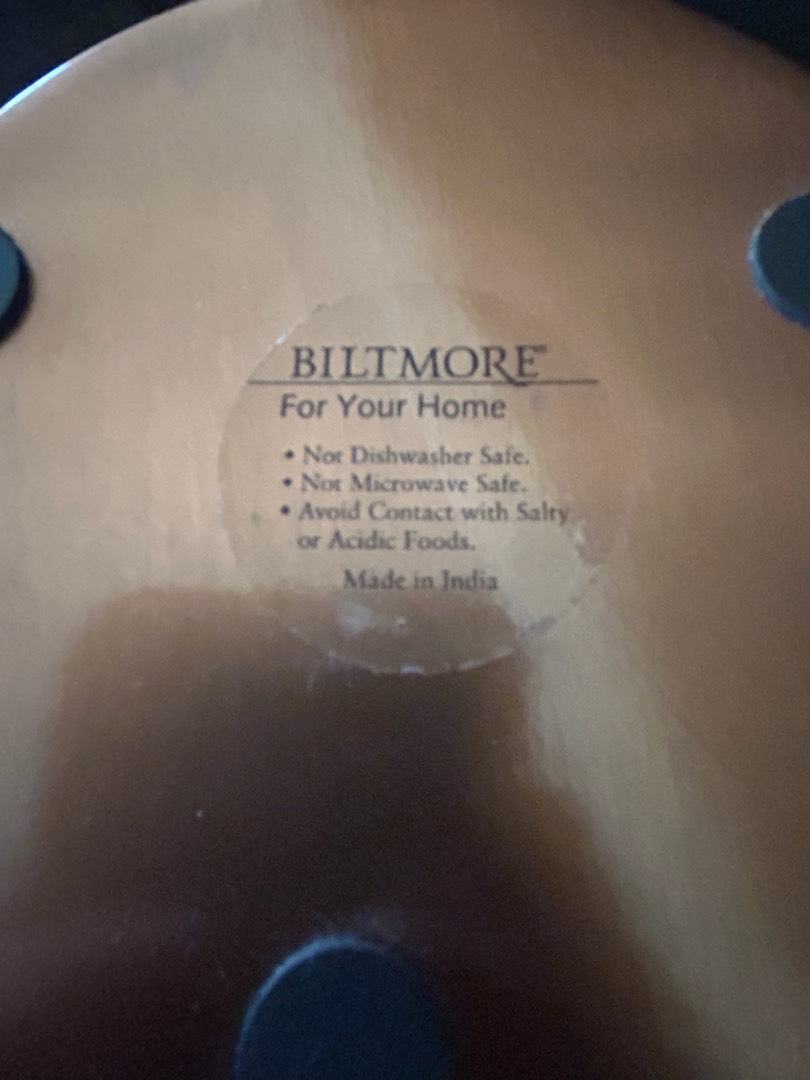 BILTMORE®
For Your Home
• Not Dishwasher Safe.
• Not Microwave Safe.
• Avoid Contact with Salty
or Acidic Foods.
Made in India